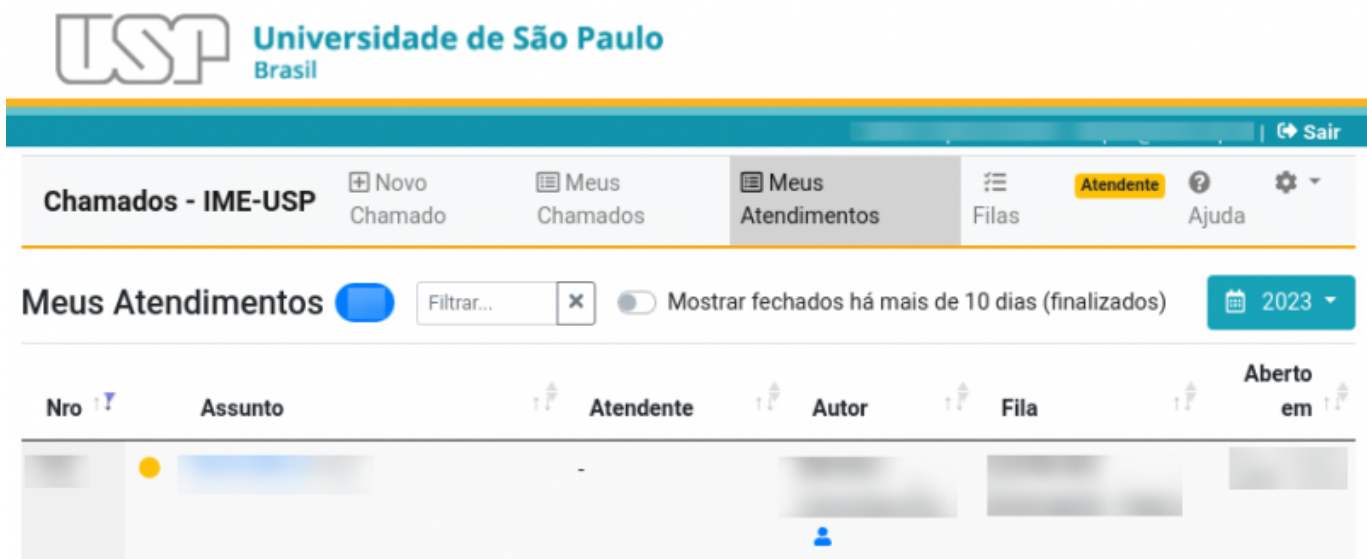 USP Universidade de São Paulo
Brasil
| Sair
Chamados - IME-USP
Novo Chamado
Meus Chamados
Meus Atendimentos
Filas
Atendente
Ajuda
Meus Atendimentos
Filtrar...
Mostrar fechados há mais de 10 dias (finalizados)
2023
Nro
Assunto
Atendente
Autor
Fila
Aberto em
-